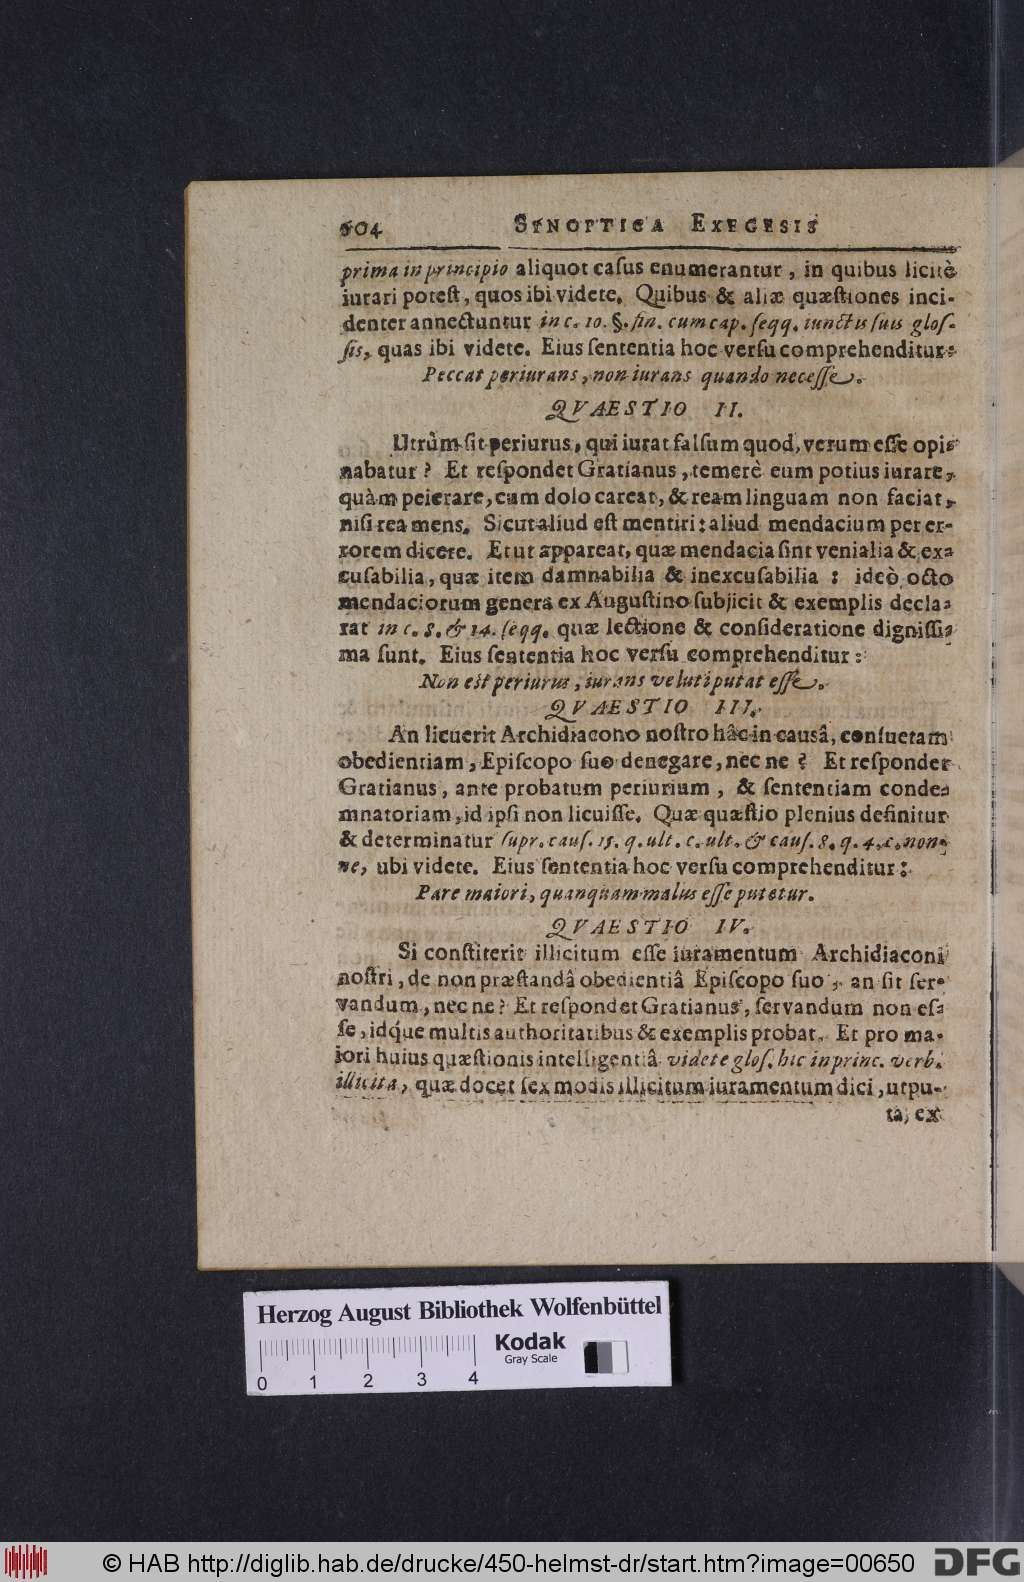 604 SYNOPTICA EXEGESIS
prima in principio aliquot casus enumerantur, in quibus licitè
iurari potest, quos ibi videte. Quibus & aliæ quæstiones inci-
denter annectuntur in c. 10. §. fin. cum cap. seqq. iunctis suis glos-
sis, quas ibi videte. Eius sententia hoc versu comprehenditur:
Peccat periurans, non iurans quando necesse.
QVAESTIO II.
Utrùm sit periurus, qui iurat falsum quod, verum esse opi-
nabatur? Et respondet Gratianus, temerè eum potius iurare,
quàm peierare, cum dolo careat, & ream linguam non faciat,
nisi rea mens. Sicut aliud est mentiri: aliud mendacium per er-
rorem dicere. Et ut appareat, quæ mendacia sint venialia & ex-
cusabilia, quæ item damnabilia & inexcusabilia: ideò octo
mendaciorum genera ex Augustino subjicit & exemplis decla-
rat in c. 8. & 14. seqq. quæ lectione & consideratione dignissi-
ma sunt. Eius sententia hoc versu comprehenditur:
Non est periurus, iurans veluti putat esse.
QVAESTIO III.
An licuerit Archidiacono nostro hâc in causâ, consuetam
obedientiam, Episcopo suo denegare, nec ne? Et respondet
Gratianus, ante probatum periurium, & sententiam conde-
mnatoriam, id ipsi non licuisse. Quæ quæstio plenius definitur
& determinatur supr. caus. 15. q. ult. c. ult. & caus. 8. q. 4. c. non-
ne, ubi videte. Eius sententia hoc versu comprehenditur:
Pare maiori, quanquam malus esse putetur.
QVAESTIO IV.
Si constiterit illicitum esse iuramentum Archidiaconi
nostri, de non præstandâ obedientiâ Episcopo suo, an sit ser-
vandum, nec ne? Et respondet Gratianus, servandum non es-
se, idq́ue multis authoritatibus & exemplis probat. Et pro ma-
iori huius quæstionis intelligentiâ videte glos. hic in princ. verb.
illicita, quæ docet sex modis illicitum iuramentum dici, utpu-
ta, ex
Herzog August Bibliothek Wolfenbüttel
Kodak
Gray Scale
0 1 2 3 4
© HAB http://diglib.hab.de/drucke/450-helmst-dr/start.htm?image=00650 DFG